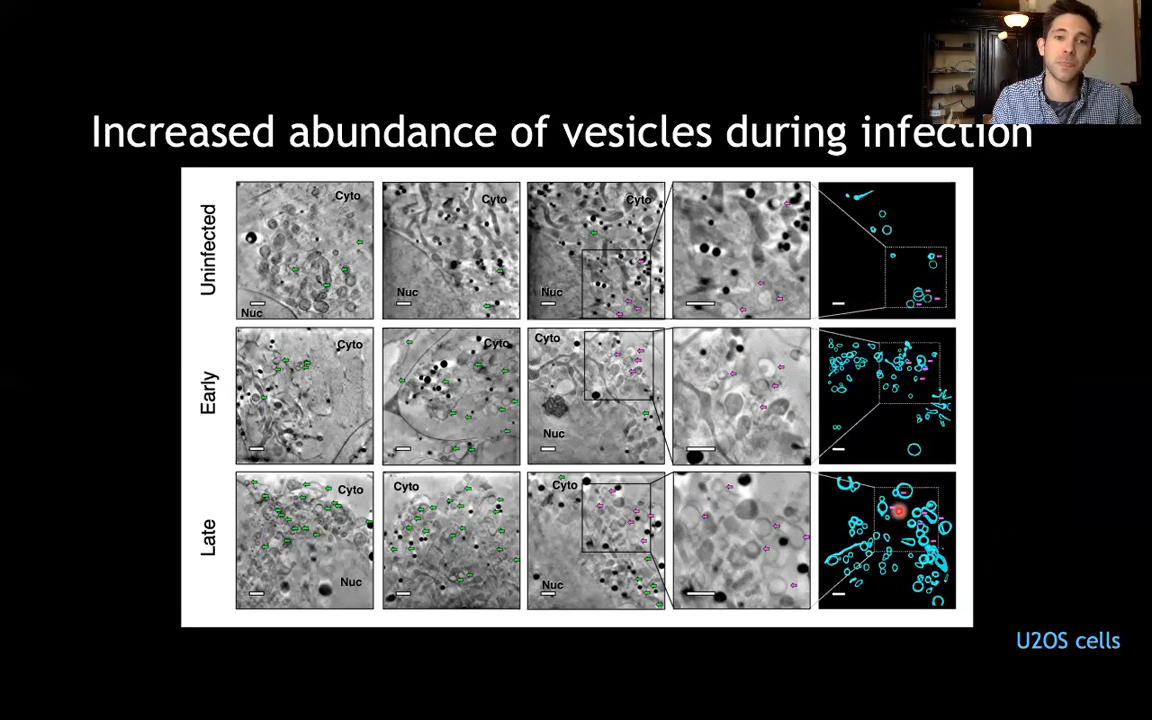 Increased abundance of vesicles during infection
Uninfected
Cyto
Cyto
Cyto
Nuc
Nuc
Nuc
Early
Cyto
Cyto
Cyto
Nuc
Late
Cyto
Cyto
Cyto
Nuc
Nuc
U2OS cells